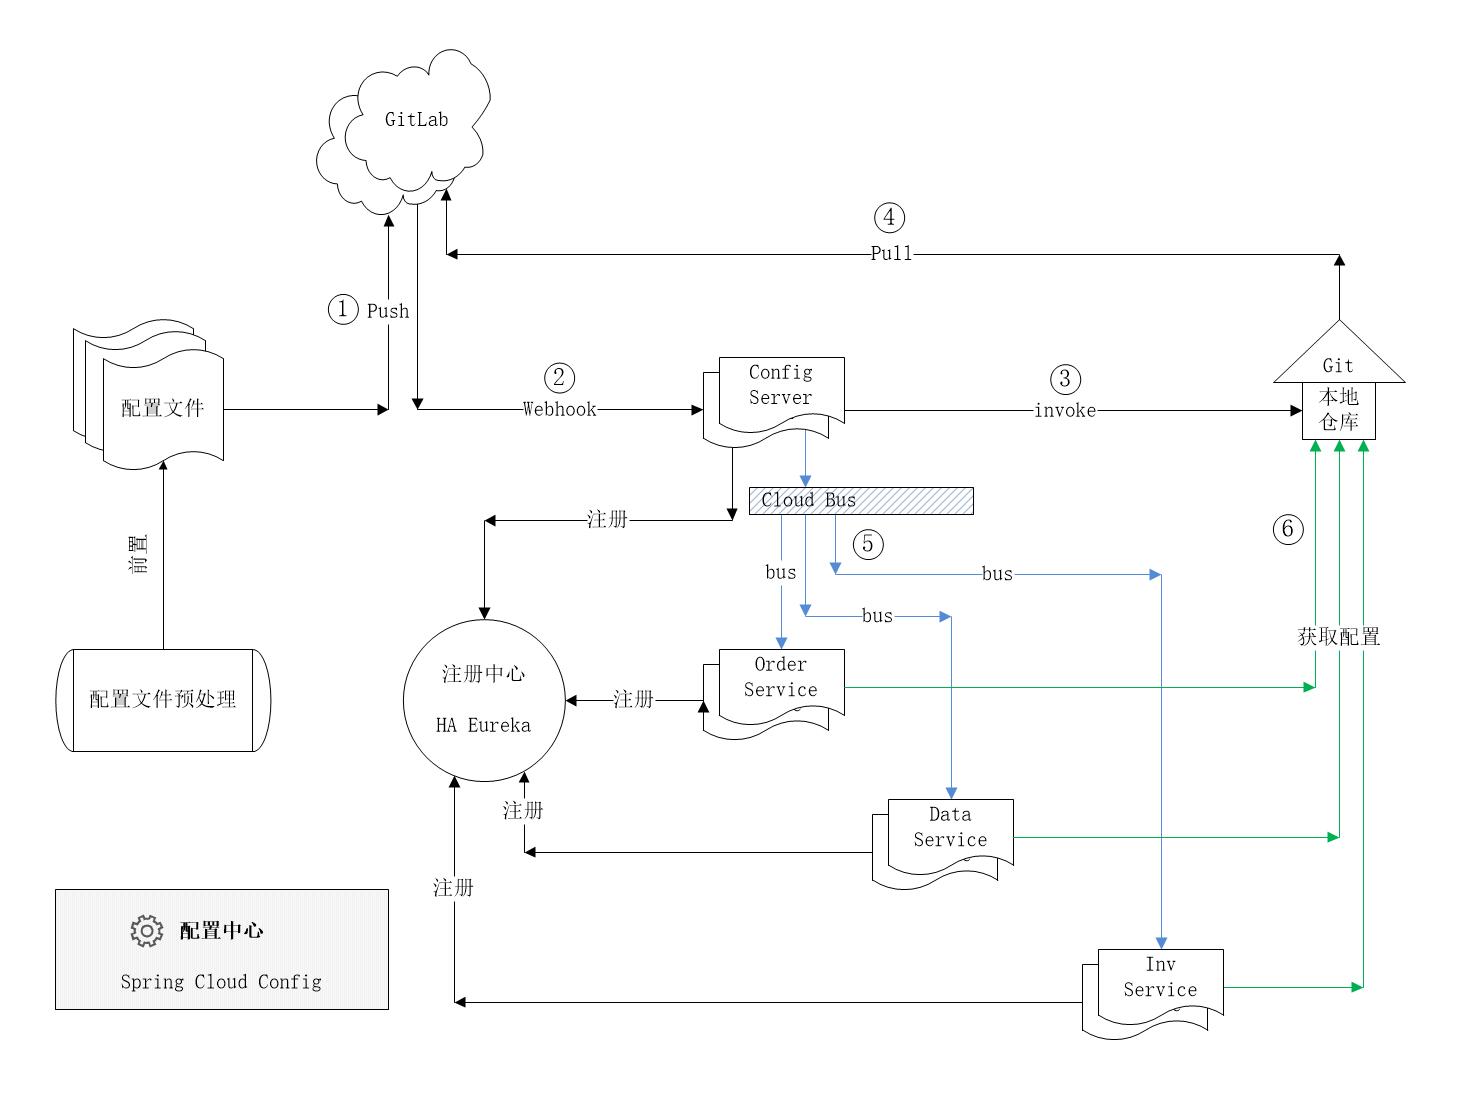 GitLab
④
Pull
① Push
Git
本地
仓库
配置文件
②
Webhook
Config
Server
③
invoke
Cloud Bus
注册
前置
⑤
⑥
bus
bus
bus
获取配置
注册中心
HA Eureka
注册
Order
Service
配置文件预处理
注册
Data
Service
注册
配置中心
Spring Cloud Config
Inv
Service